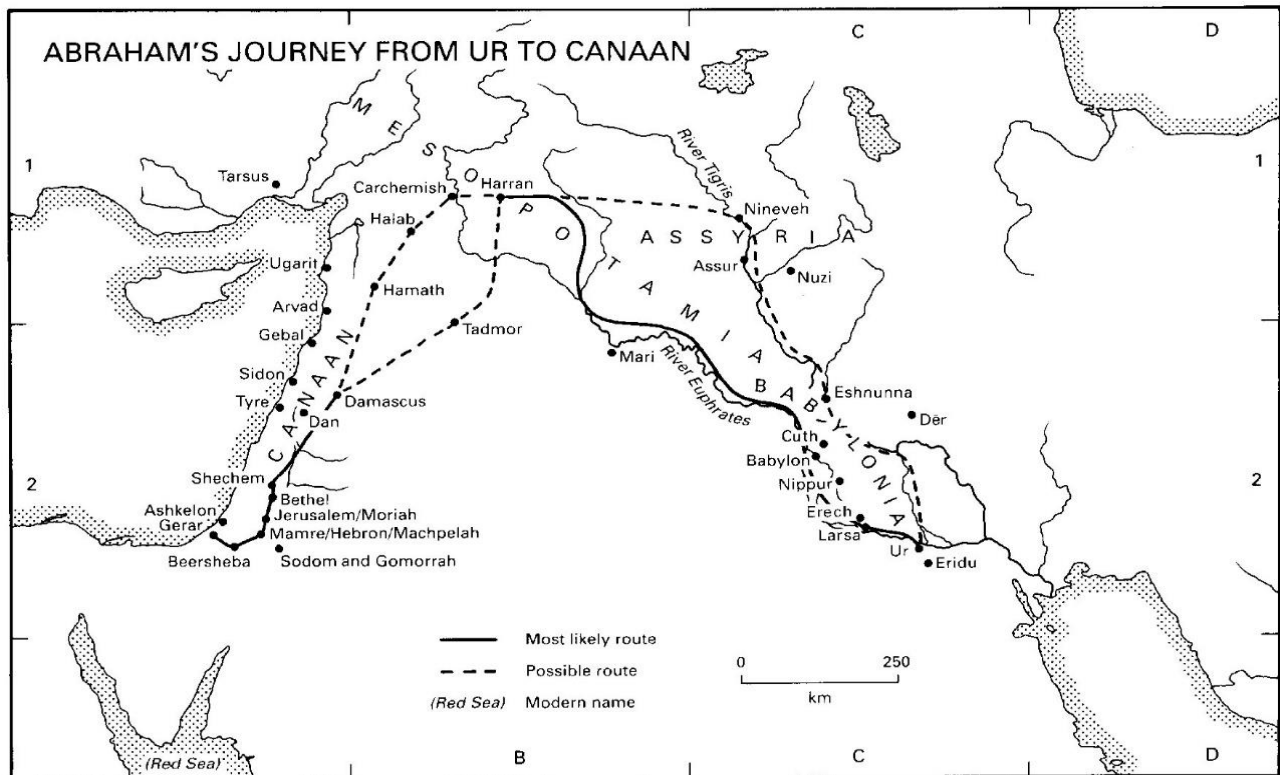 ABRAHAM'S JOURNEY FROM UR TO CANAAN
C
D
1
1
MESOPOTAMIA
River Tigris
Tarsus
Carchemish
Harran
Nineveh
Halab
ASSYRIA
Ugarit
Assur
Nuzi
Hamath
Arvad
Tadmor
Gebal
Mari
CANAAN
River Euphrates
BABYLONIA
Sidon
Damascus
Eshnunna
Tyre
Dan
Dēr
Cuth
Babylon
2
2
Shechem
Nippur
Bethel
Ashkelon
Jerusalem/Moriah
Erech
Gerar
Mamre/Hebron/Machpelah
Larsa
Ur
Beersheba
Sodom and Gomorrah
Eridu
Most likely route
Possible route
(Red Sea) Modern name
0 250
km
(Red Sea)
B
C
D